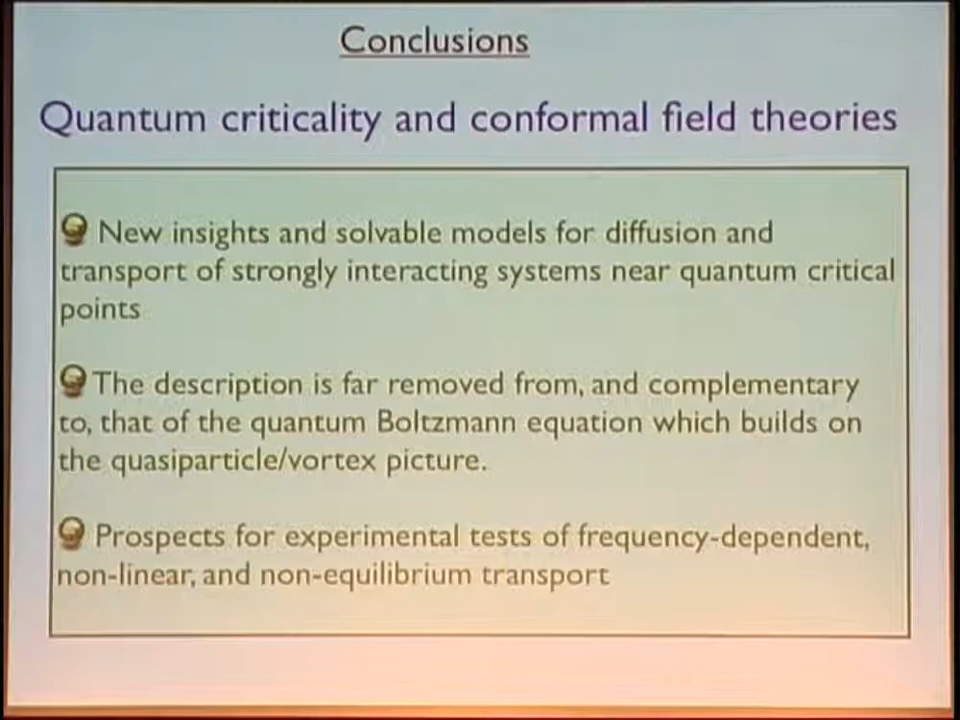 Conclusions
Quantum criticality and conformal field theories
New insights and solvable models for diffusion and
transport of strongly interacting systems near quantum critical
points
The description is far removed from, and complementary
to, that of the quantum Boltzmann equation which builds on
the quasiparticle/vortex picture.
Prospects for experimental tests of frequency-dependent,
non-linear, and non-equilibrium transport